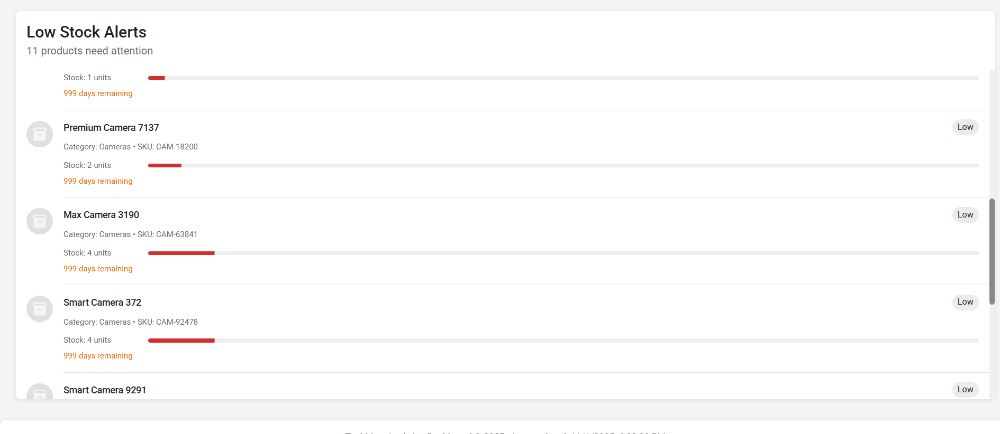 Low Stock Alerts
11 products need attention
Stock: 1 units
999 days remaining
Premium Camera 7137
Low
Category: Cameras • SKU: CAM-18200
Stock: 2 units
999 days remaining
Max Camera 3190
Low
Category: Cameras • SKU: CAM-63841
Stock: 4 units
999 days remaining
Smart Camera 372
Low
Category: Cameras • SKU: CAM-92478
Stock: 4 units
999 days remaining
Smart Camera 9291
Low